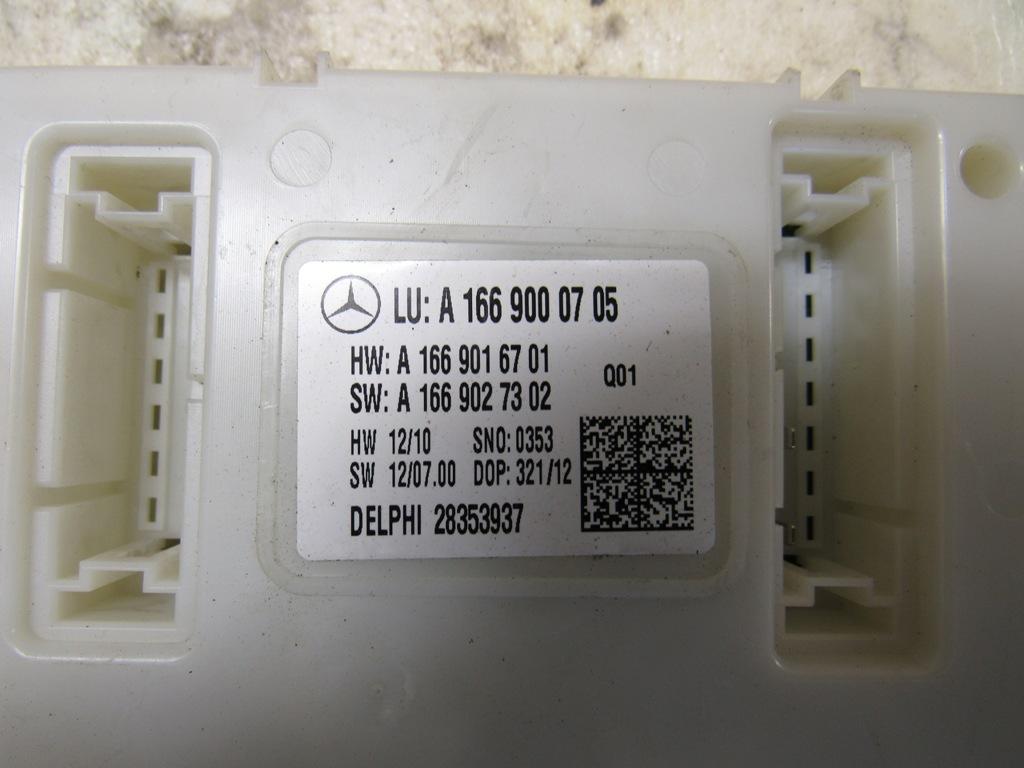 LU: A 166 900 07 05
HW: A 166 901 67 01
SW: A 166 902 73 02
Q01
HW 12/10 SNO: 0353
SW 12/07.00 DOP: 321/12
DELPHI 28353937